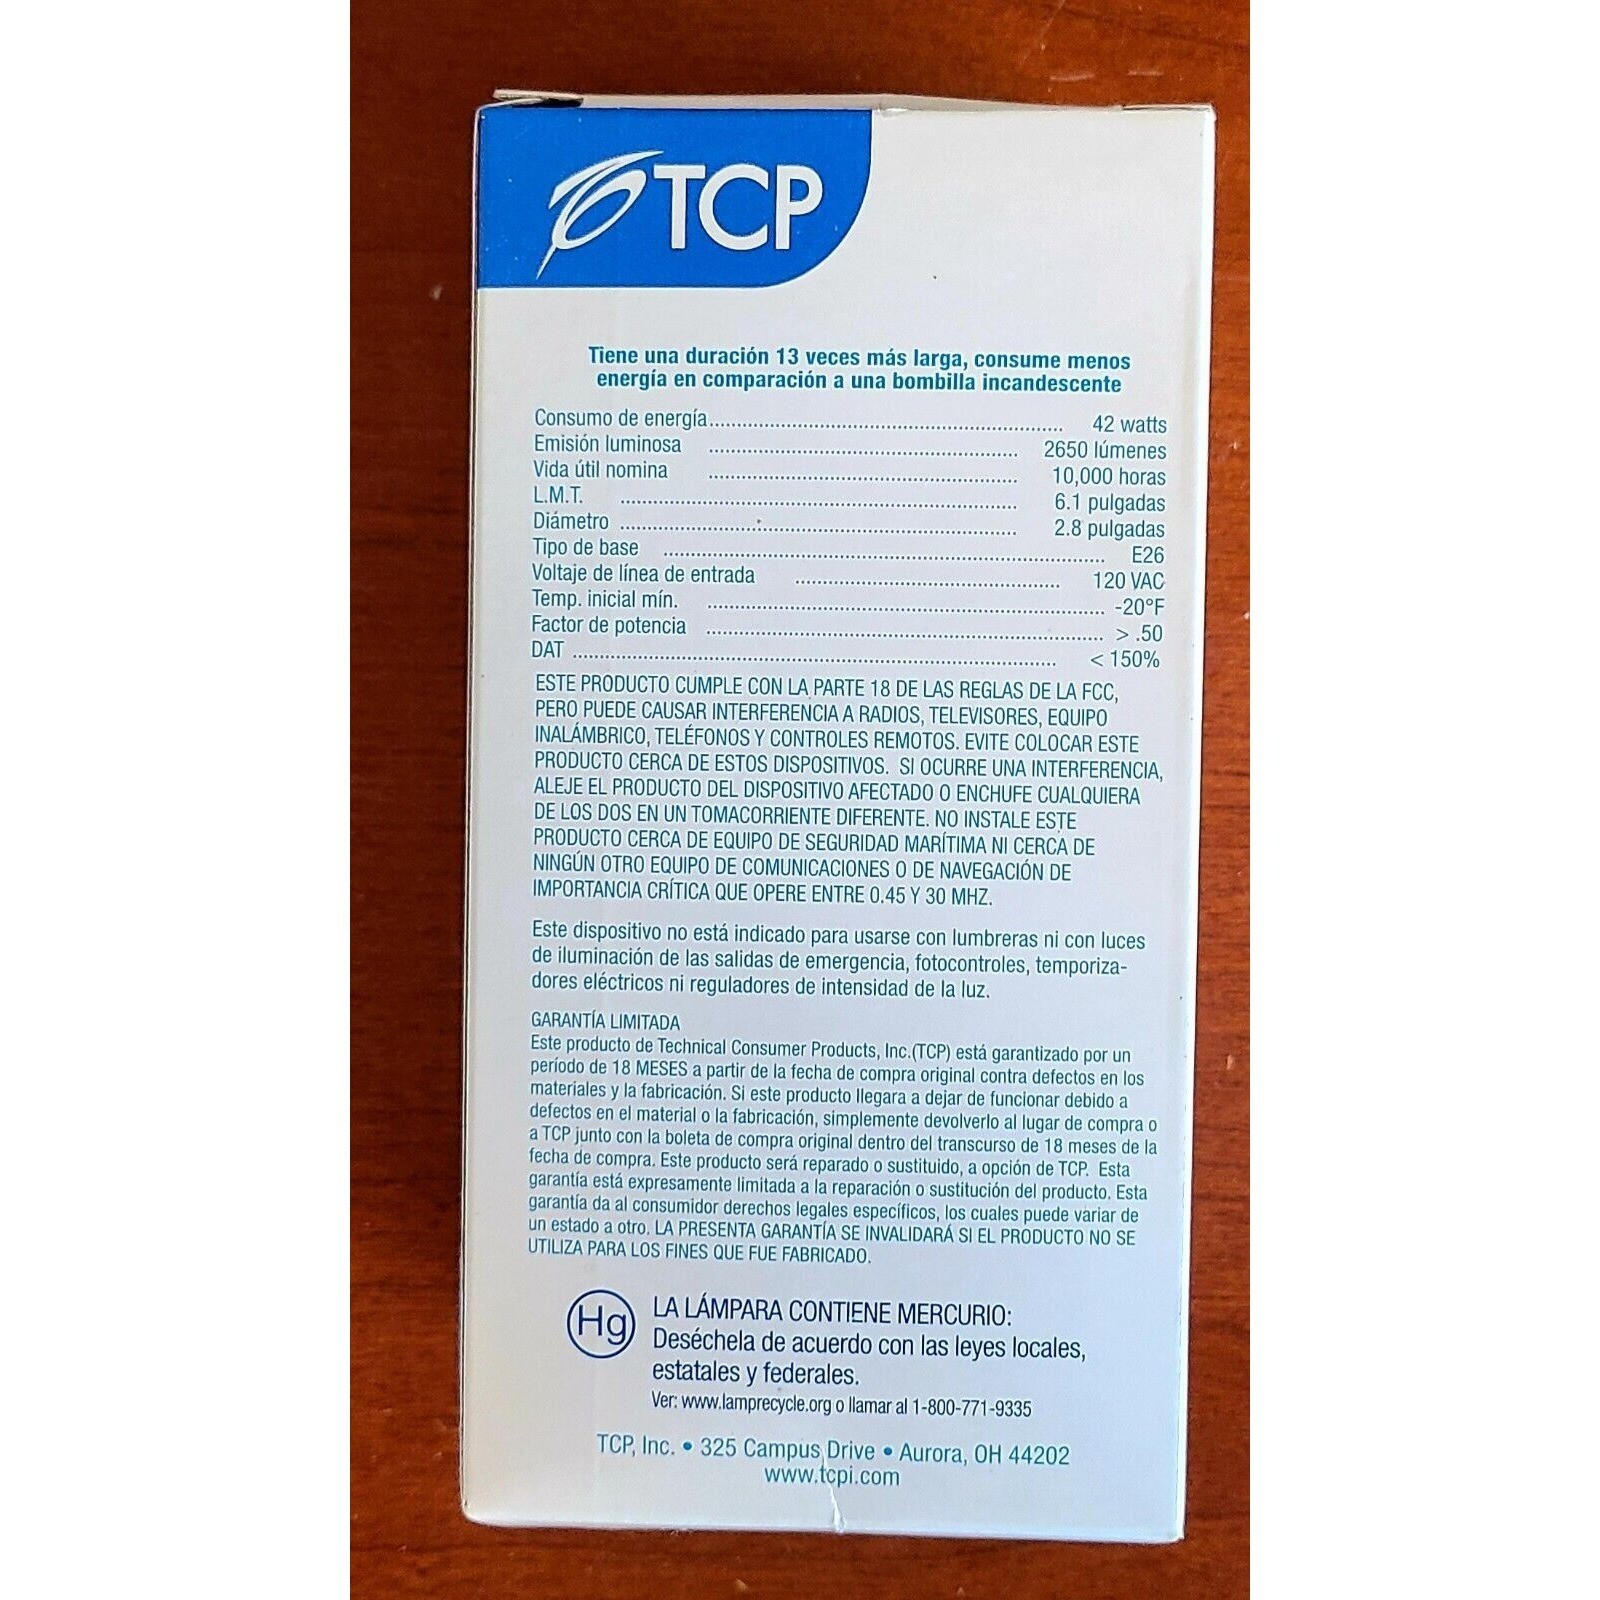 TCP
Tiene una duración 13 veces más larga, consume menos
energía en comparación a una bombilla incandescente
Consumo de energía.................... 42 watts
Emisión luminosa .................... 2650 lúmenes
Vida útil nomina .................... 10,000 horas
L.M.T. .................... 6.1 pulgadas
Diámetro .................... 2.8 pulgadas
Tipo de base .................... E26
Voltaje de línea de entrada .................... 120 VAC
Temp. inicial mín. .................... -20°F
Factor de potencia .................... > .50
DAT .................... < 150%
ESTE PRODUCTO CUMPLE CON LA PARTE 18 DE LAS REGLAS DE LA FCC,
PERO PUEDE CAUSAR INTERFERENCIA A RADIOS, TELEVISORES, EQUIPO
INALÁMBRICO, TELÉFONOS Y CONTROLES REMOTOS. EVITE COLOCAR ESTE
PRODUCTO CERCA DE ESTOS DISPOSITIVOS. SI OCURRE UNA INTERFERENCIA,
ALEJE EL PRODUCTO DEL DISPOSITIVO AFECTADO O ENCHUFE CUALQUIERA
DE LOS DOS EN UN TOMACORRIENTE DIFERENTE. NO INSTALE ESTE
PRODUCTO CERCA DE EQUIPO DE SEGURIDAD MARÍTIMA NI CERCA DE
NINGÚN OTRO EQUIPO DE COMUNICACIONES O DE NAVEGACIÓN DE
IMPORTANCIA CRÍTICA QUE OPERE ENTRE 0.45 Y 30 MHZ.
Este dispositivo no está indicado para usarse con lumbreras ni con luces
de iluminación de las salidas de emergencia, fotocontroles, temporiza-
dores eléctricos ni reguladores de intensidad de la luz.
GARANTÍA LIMITADA
Este producto de Technical Consumer Products, Inc.(TCP) está garantizado por un
período de 18 MESES a partir de la fecha de compra original contra defectos en los
materiales y la fabricación. Si este producto llegara a dejar de funcionar debido a
defectos en el material o la fabricación, simplemente devolverlo al lugar de compra o
a TCP junto con la boleta de compra original dentro del transcurso de 18 meses de la
fecha de compra. Este producto será reparado o sustituido, a opción de TCP. Esta
garantía está expresamente limitada a la reparación o sustitución del producto. Esta
garantía da al consumidor derechos legales específicos, los cuales puede variar de
un estado a otro. LA PRESENTA GARANTÍA SE INVALIDARÁ SI EL PRODUCTO NO SE
UTILIZA PARA LOS FINES QUE FUE FABRICADO.
Hg
LA LÁMPARA CONTIENE MERCURIO:
Deséchela de acuerdo con las leyes locales,
estatales y federales.
Ver: www.lamprecycle.org o llamar al 1-800-771-9335
TCP, Inc. • 325 Campus Drive • Aurora, OH 44202
www.tcpi.com